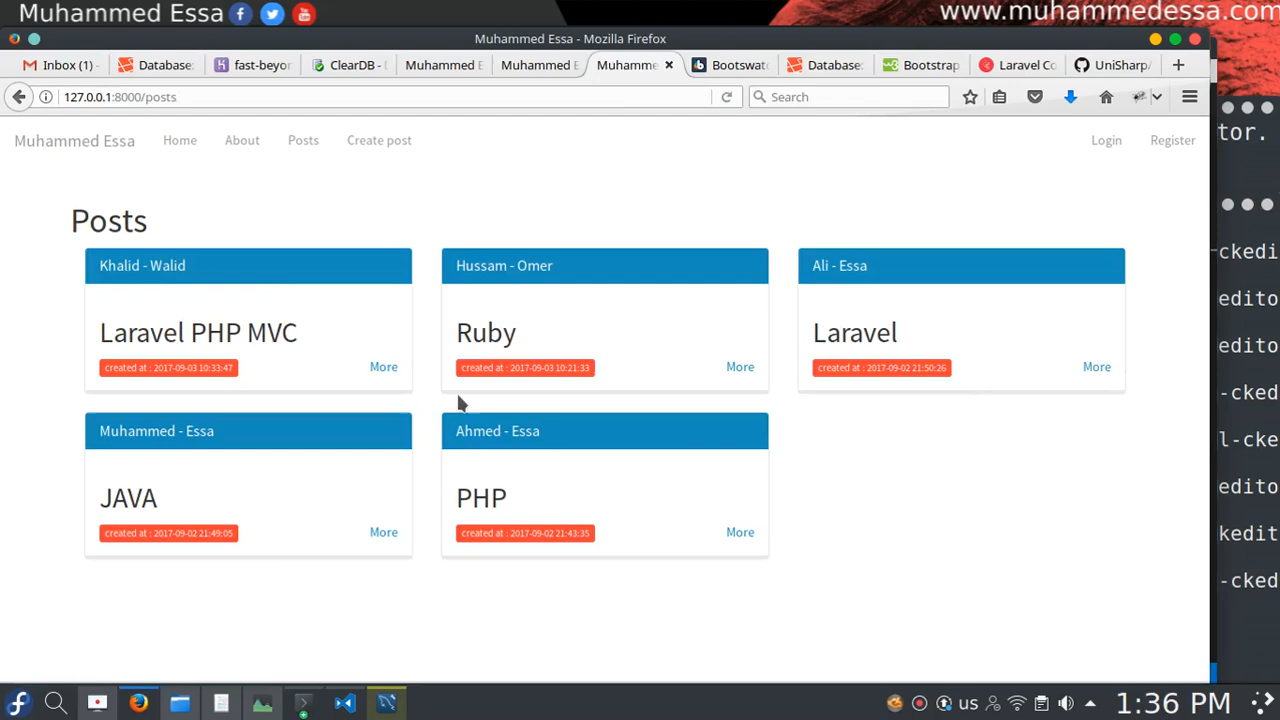 Muhammed Essa
www.muhammedessa.com
Muhammed Essa - Mozilla Firefox
Inbox (1) Database fast-beyo ClearDB - Muhammed E Muhammed E Muhamme Bootswat Database Bootstrap Laravel Co UniSharp/
127.0.0.1:8000/posts Search
tor.
Muhammed Essa Home About Posts Create post Login Register
Posts
Khalid - Walid Hussam - Omer Ali - Essa
Laravel PHP MVC Ruby Laravel
created at : 2017-09-03 10:33:47 More created at : 2017-09-03 10:21:33 More created at : 2017-09-02 21:50:26 More
Muhammed - Essa Ahmed - Essa
JAVA PHP
created at : 2017-09-02 21:49:05 More created at : 2017-09-02 21:43:35 More
ckedi
edito
edito
-cked
l-cke
edito
kedit
-cked
us 1:36 PM